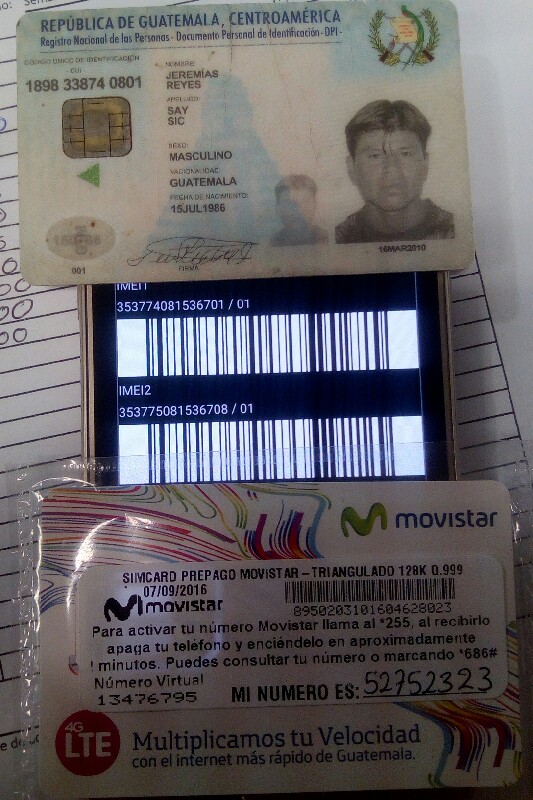 REPÚBLICA DE GUATEMALA, CENTROAMÉRICA
Registro Nacional de las Personas - Documento Personal de Identificación - DPI -
CÓDIGO ÚNICO DE IDENTIFICACIÓN
CUI
1898 33874 0801
NOMBRE:
JEREMÍAS
REYES
APELLIDO:
SAY
SIC
SEXO:
MASCULINO
NACIONALIDAD:
GUATEMALA
FECHA DE NACIMIENTO:
15JUL1986
16MAR2010
001
FIRMA
IMEI1
353774081536701 / 01
IMEI2
353775081536708 / 01
movistar
SIMCARD PREPAGO MOVISTAR - TRIANGULADO 128K 0.999
07/09/2016
movistar
8950203101604628023
Para activar tu número Movistar llama al *255, al recibirlo
apaga tu teléfono y enciéndelo en aproximadamente
minutos. Puedes consultar tu número o marcando *686#
Número Virtual
13476795
MI NUMERO ES: 52752323
4G
LTE
Multiplicamos tu Velocidad
con el internet más rápido de Guatemala.